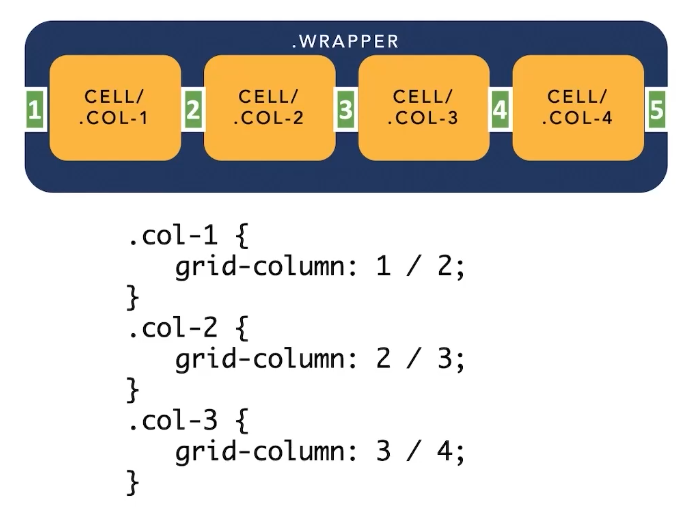 .WRAPPER
1
CELL/
.COL-1
2
CELL/
.COL-2
3
CELL/
.COL-3
4
CELL/
.COL-4
5
.col-1 {
   grid-column: 1 / 2;
}
.col-2 {
   grid-column: 2 / 3;
}
.col-3 {
   grid-column: 3 / 4;
}